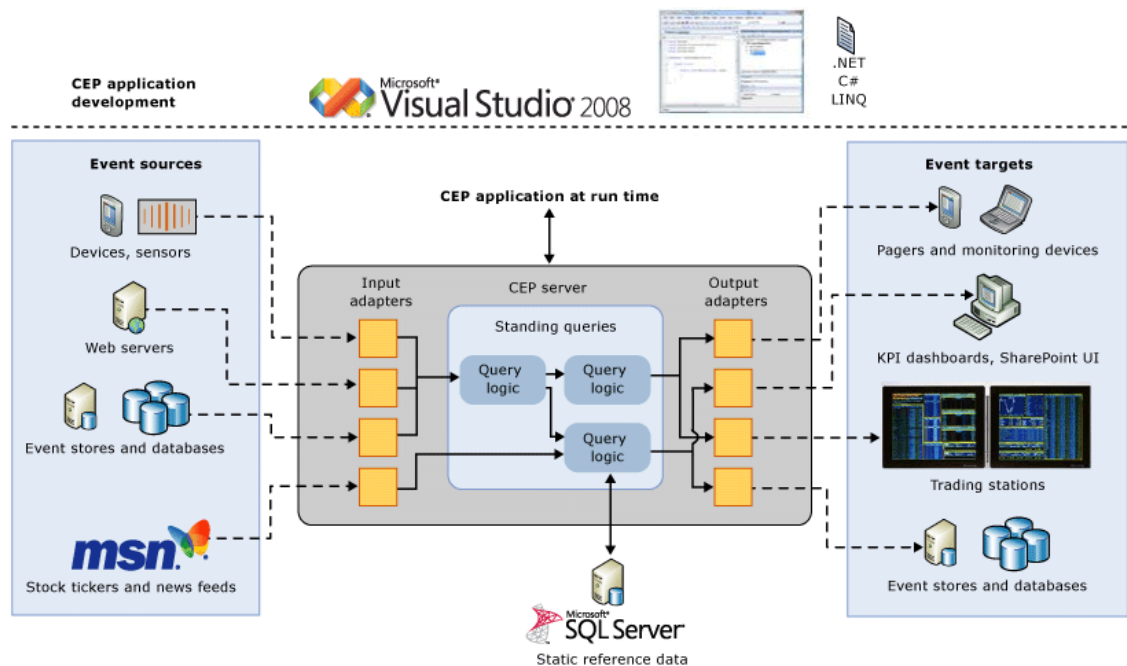 CEP application
development
Microsoft®
Visual Studio® 2008
.NET
C#
LINQ
Event sources
Devices, sensors
Web servers
Event stores and databases
msn.
Stock tickers and news feeds
CEP application at run time
Input
adapters
CEP server
Output
adapters
Standing queries
Query
logic
Query
logic
Query
logic
Microsoft®
SQL Server®
Static reference data
Event targets
Pagers and monitoring devices
KPI dashboards, SharePoint UI
Trading stations
Event stores and databases